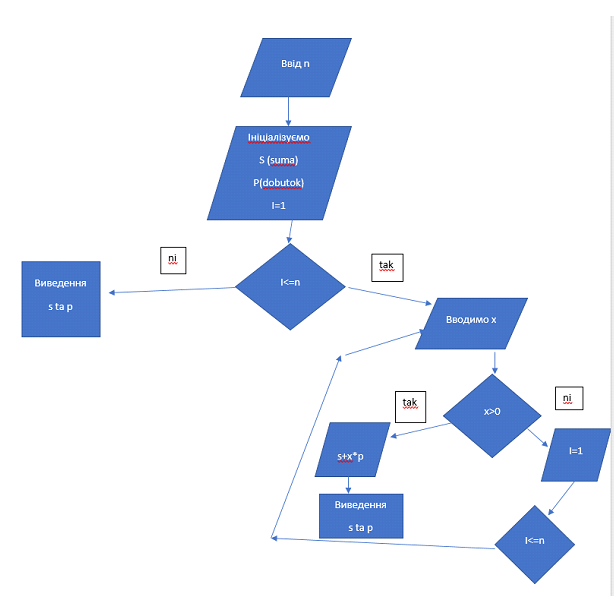 Ввід n
Ініціалізуємо
S (suma)
P(dobutok)
I=1
ni
tak
I<=n
Виведення
s ta p
Вводимо x
tak
ni
x>0
s+x*p
I=1
Виведення
s ta p
I<=n